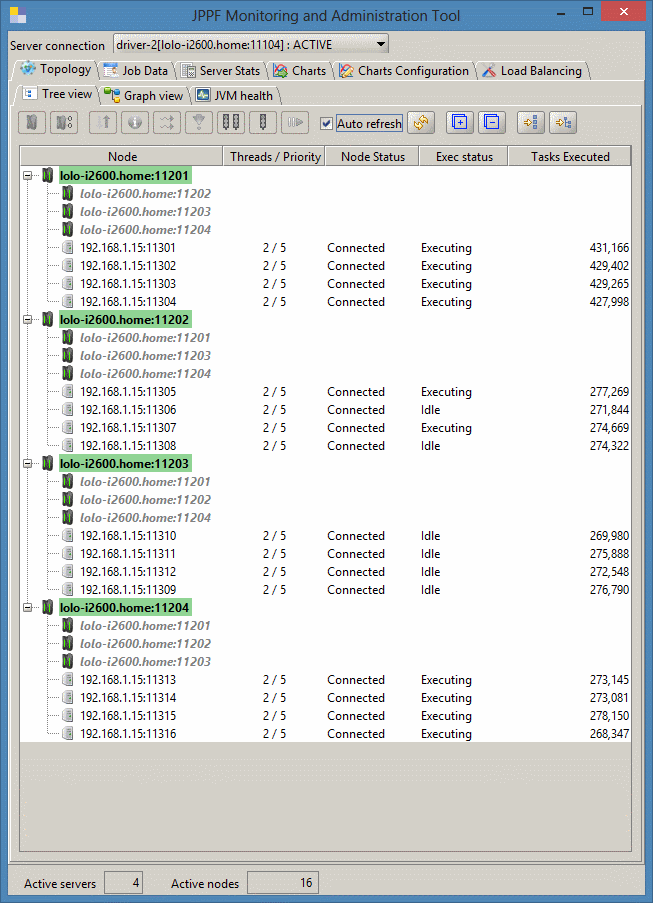 JPPF Monitoring and Administration Tool
Server connection driver-2[lolo-i2600.home:11104] : ACTIVE
Topology Job Data Server Stats Charts Charts Configuration Load Balancing
Tree view Graph view JVM health
Auto refresh
Node Threads / Priority Node Status Exec status Tasks Executed
lolo-i2600.home:11201
lolo-i2600.home:11202
lolo-i2600.home:11203
lolo-i2600.home:11204
192.168.1.15:11301 2 / 5 Connected Executing 431,166
192.168.1.15:11302 2 / 5 Connected Executing 429,402
192.168.1.15:11303 2 / 5 Connected Executing 429,265
192.168.1.15:11304 2 / 5 Connected Executing 427,998
lolo-i2600.home:11202
lolo-i2600.home:11201
lolo-i2600.home:11203
lolo-i2600.home:11204
192.168.1.15:11305 2 / 5 Connected Executing 277,269
192.168.1.15:11306 2 / 5 Connected Idle 271,844
192.168.1.15:11307 2 / 5 Connected Executing 274,669
192.168.1.15:11308 2 / 5 Connected Idle 274,322
lolo-i2600.home:11203
lolo-i2600.home:11201
lolo-i2600.home:11202
lolo-i2600.home:11204
192.168.1.15:11310 2 / 5 Connected Idle 269,980
192.168.1.15:11311 2 / 5 Connected Idle 275,888
192.168.1.15:11312 2 / 5 Connected Idle 272,548
192.168.1.15:11309 2 / 5 Connected Idle 276,790
lolo-i2600.home:11204
lolo-i2600.home:11201
lolo-i2600.home:11202
lolo-i2600.home:11203
192.168.1.15:11313 2 / 5 Connected Executing 273,145
192.168.1.15:11314 2 / 5 Connected Executing 273,081
192.168.1.15:11315 2 / 5 Connected Executing 278,150
192.168.1.15:11316 2 / 5 Connected Executing 268,347
Active servers 4 Active nodes 16